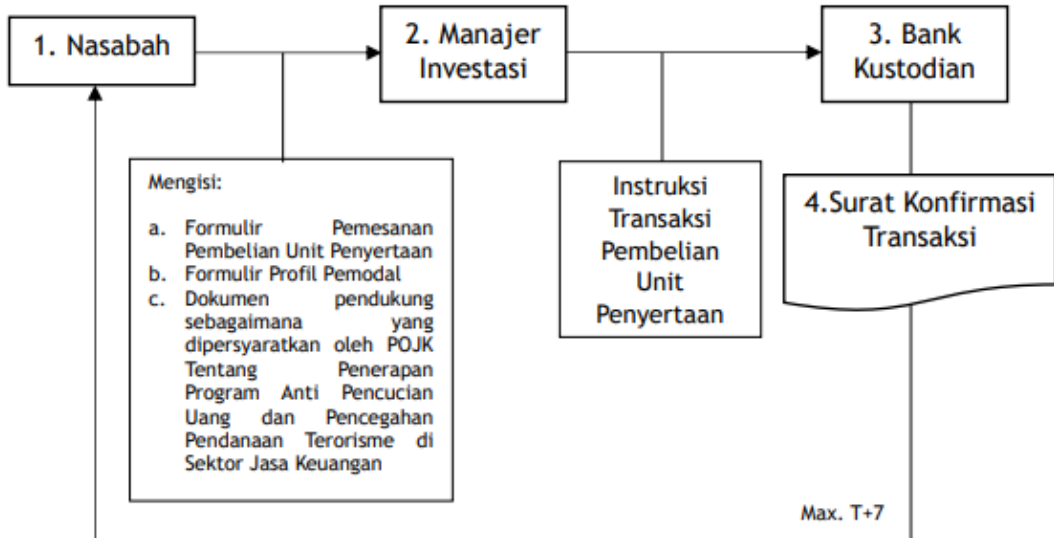 1. Nasabah
2. Manajer
Investasi
3. Bank
Kustodian
Mengisi:
a. Formulir Pemesanan
Pembelian Unit Penyertaan
b. Formulir Profil Pemodal
c. Dokumen pendukung
sebagaimana yang
dipersyaratkan oleh POJK
Tentang Penerapan
Program Anti Pencucian
Uang dan Pencegahan
Pendanaan Terorisme di
Sektor Jasa Keuangan
Instruksi
Transaksi
Pembelian
Unit
Penyertaan
4.Surat Konfirmasi
Transaksi
Max. T+7